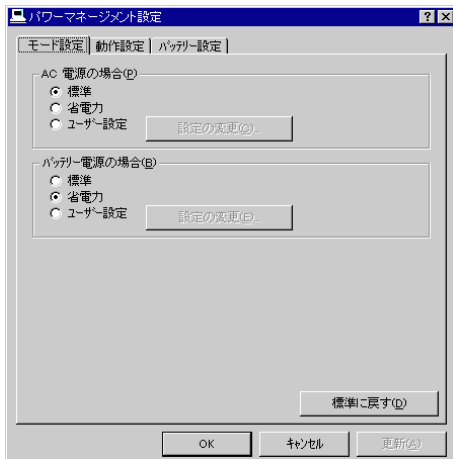 パワーマネージメント設定
モード設定 動作設定 バッテリー設定
AC 電源の場合(P)
標準
省電力
ユーザー設定 設定の変更(C)...
バッテリー電源の場合(B)
標準
省電力
ユーザー設定 設定の変更(E)...
標準に戻す(D)
OK キャンセル 更新(A)